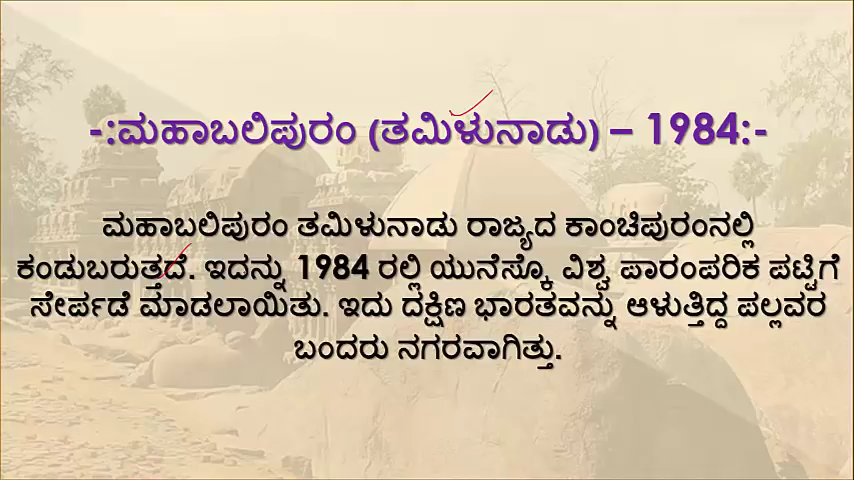 -:ಮಹಾಬಲಿಪುರಂ (ತಮಿಳುನಾಡು) – 1984:-
ಮಹಾಬಲಿಪುರಂ ತಮಿಳುನಾಡು ರಾಜ್ಯದ ಕಾಂಚಿಪುರಂನಲ್ಲಿ
ಕಂಡುಬರುತ್ತದೆ. ಇದನ್ನು 1984 ರಲ್ಲಿ ಯುನೆಸ್ಕೊ ವಿಶ್ವ ಪಾರಂಪರಿಕ ಪಟ್ಟಿಗೆ
ಸೇರ್ಪಡೆ ಮಾಡಲಾಯಿತು. ಇದು ದಕ್ಷಿಣ ಭಾರತವನ್ನು ಆಳುತ್ತಿದ್ದ ಪಲ್ಲವರ
ಬಂದರು ನಗರವಾಗಿತ್ತು.